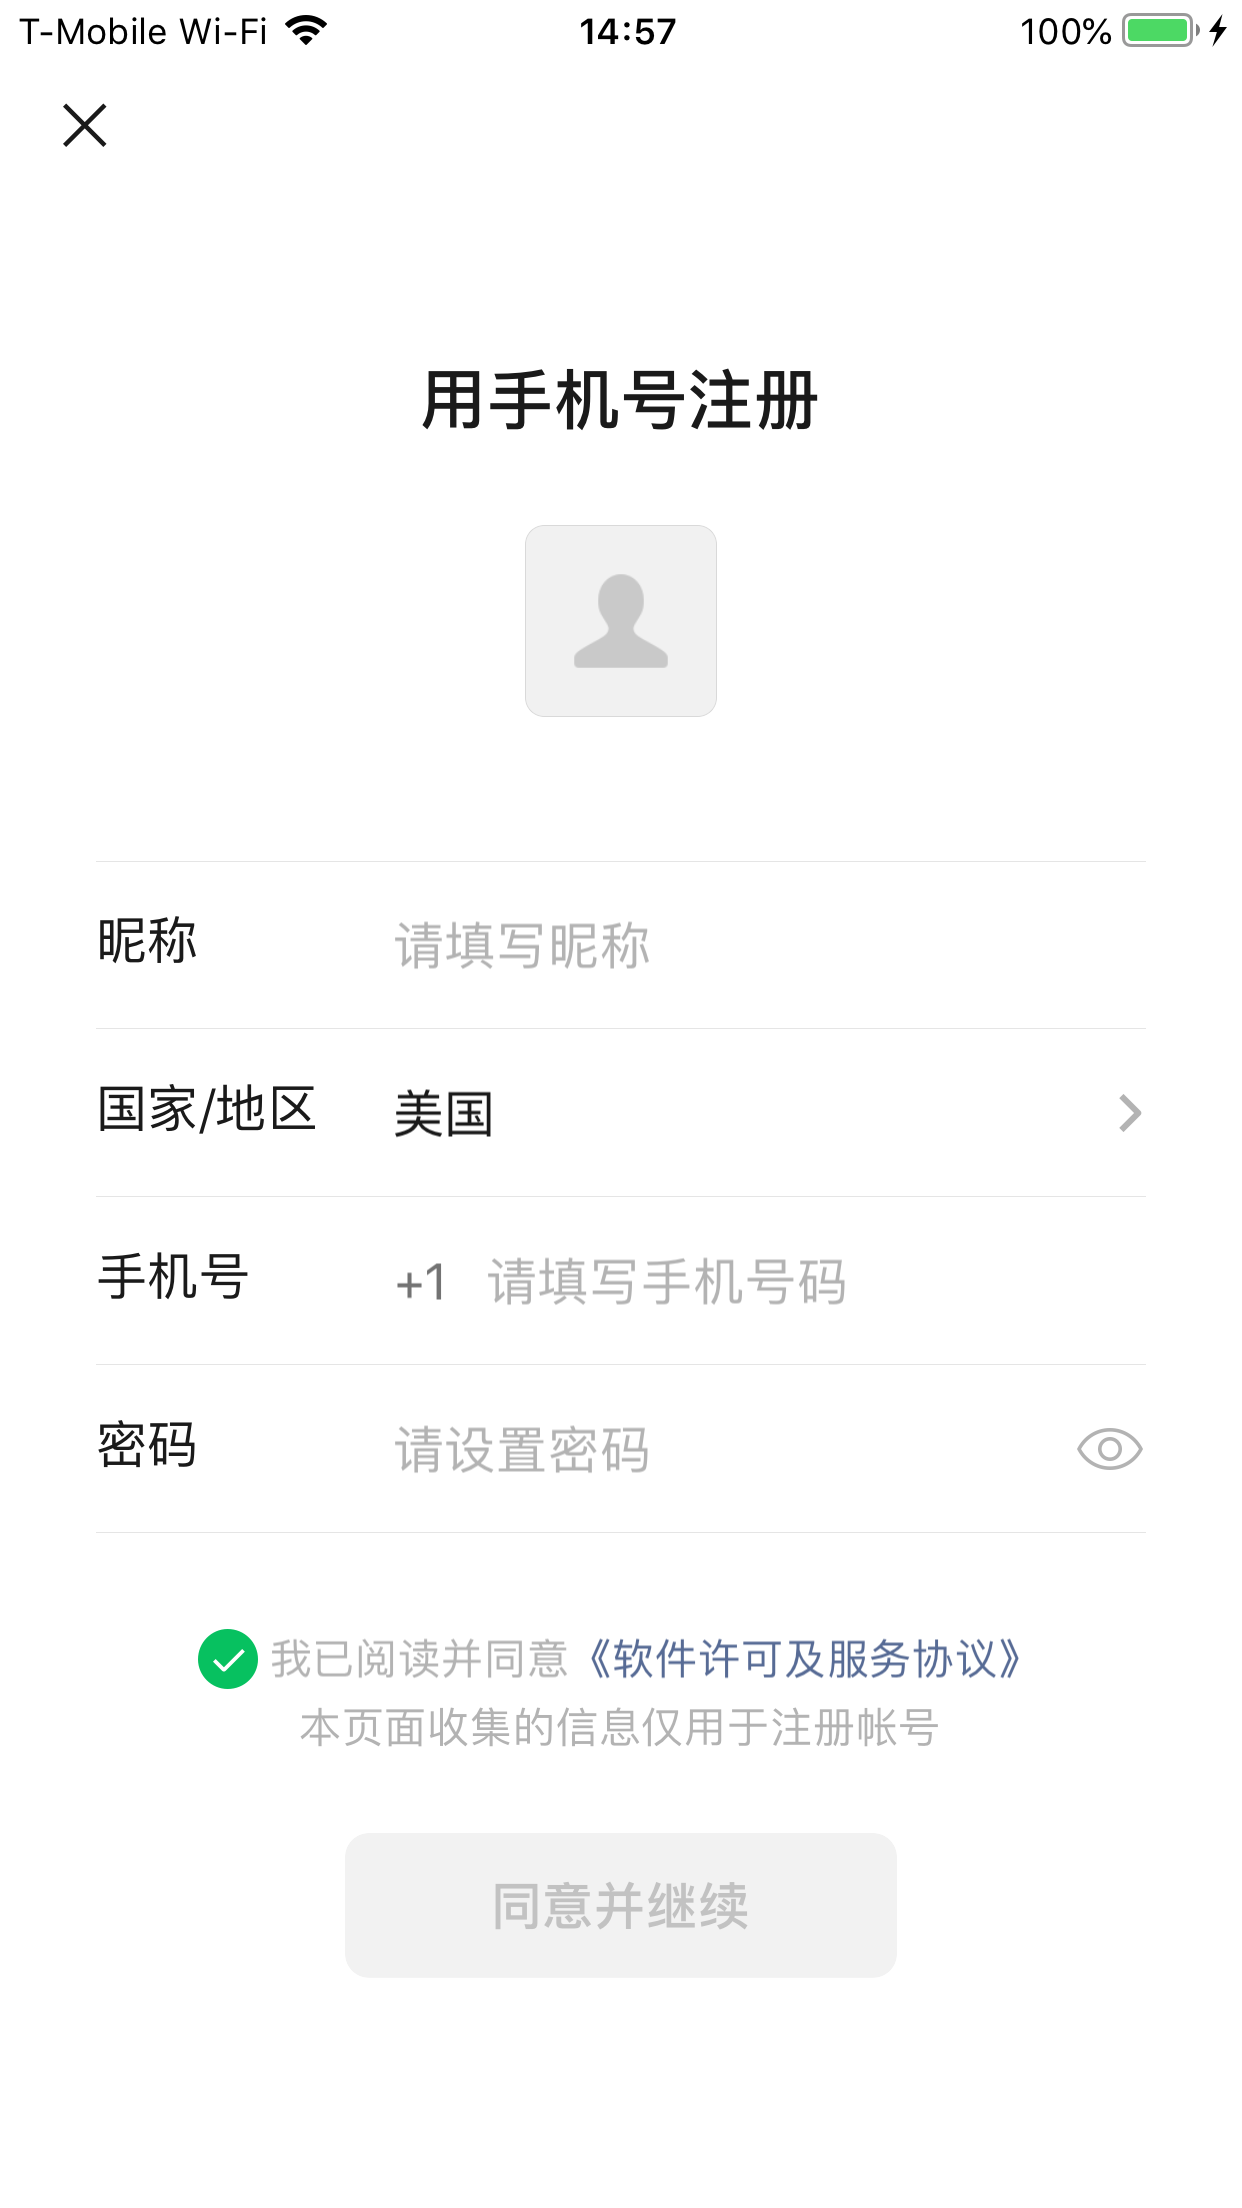 T-Mobile Wi-Fi 14:57 100%
用手机号注册
昵称 请填写昵称
国家/地区 美国
手机号 +1 请填写手机号码
密码 请设置密码
我已阅读并同意《软件许可及服务协议》
本页面收集的信息仅用于注册帐号
同意并继续